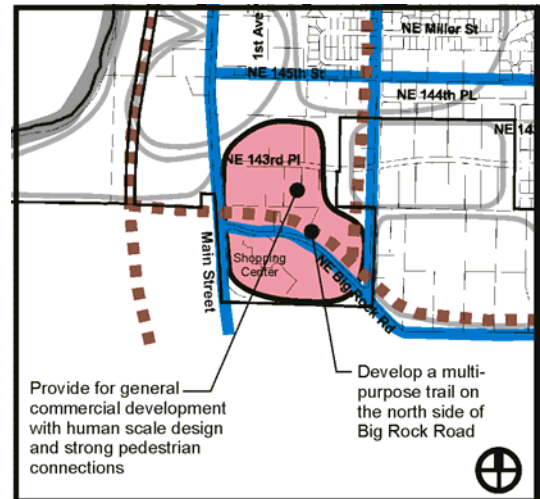 NE Miller St
1st Ave
NE 145th St
NE 144th PL
NE 143rd Pl
NE 143
Main Street
Shopping
Center
NE Big Rock Rd
Provide for general
commercial development
with human scale design
and strong pedestrian
connections
Develop a multi-
purpose trail on
the north side of
Big Rock Road